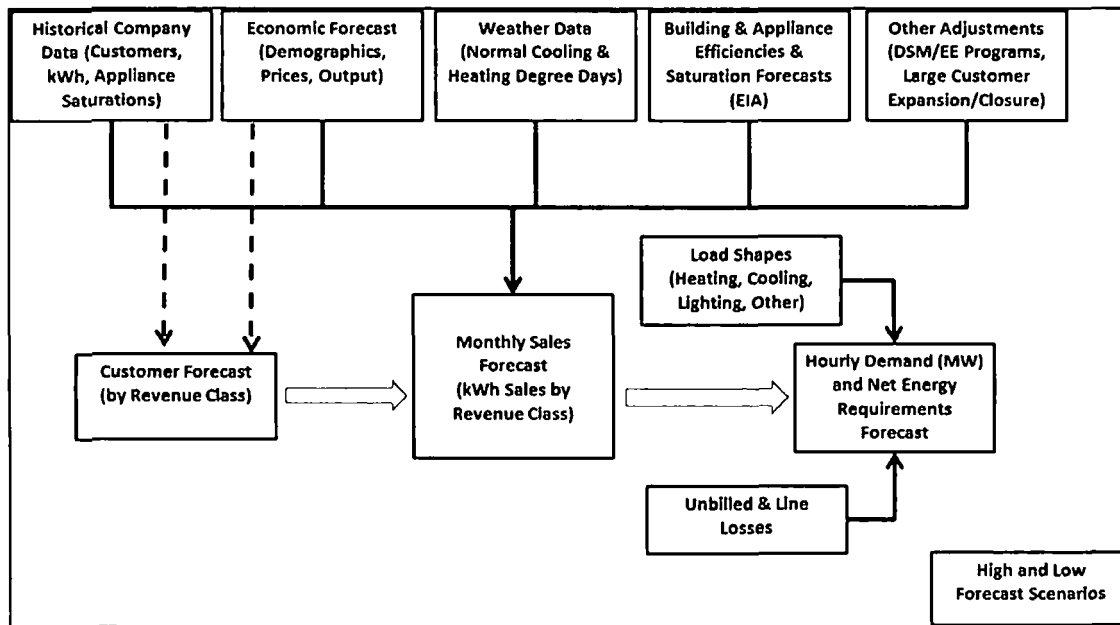 Historical Company
Data (Customers,
kWh, Appliance
Saturations)
Economic Forecast
(Demographics,
Prices, Output)
Weather Data
(Normal Cooling &
Heating Degree Days)
Building & Appliance
Efficiencies &
Saturation Forecasts
(EIA)
Other Adjustments
(DSM/EE Programs,
Large Customer
Expansion/Closure)
Load Shapes
(Heating, Cooling,
Lighting, Other)
Customer Forecast
(by Revenue Class)
Monthly Sales
Forecast
(kWh Sales by
Revenue Class)
Hourly Demand (MW)
and Net Energy
Requirements
Forecast
Unbilled & Line
Losses
High and Low
Forecast Scenarios